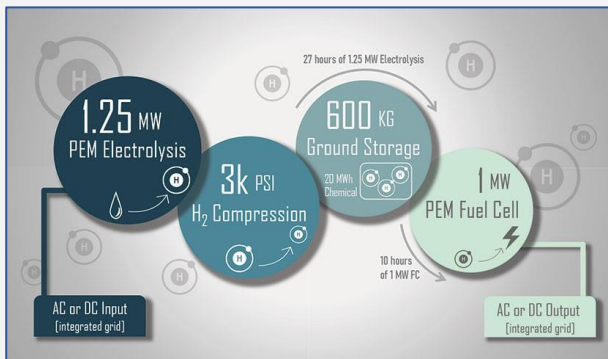 27 hours of 1.25 MW Electrolysis
1.25 MW
PEM Electrolysis
H
3k PSI
H₂ Compression
H
H
600 KG
Ground Storage
20 MWh
Chemical
H
H
H
1 MW
PEM Fuel Cell
H
10 hours
of 1 MW FC
AC or DC Input
(integrated grid)
AC or DC Output
(integrated grid)
H
H
H
H
H
H
H